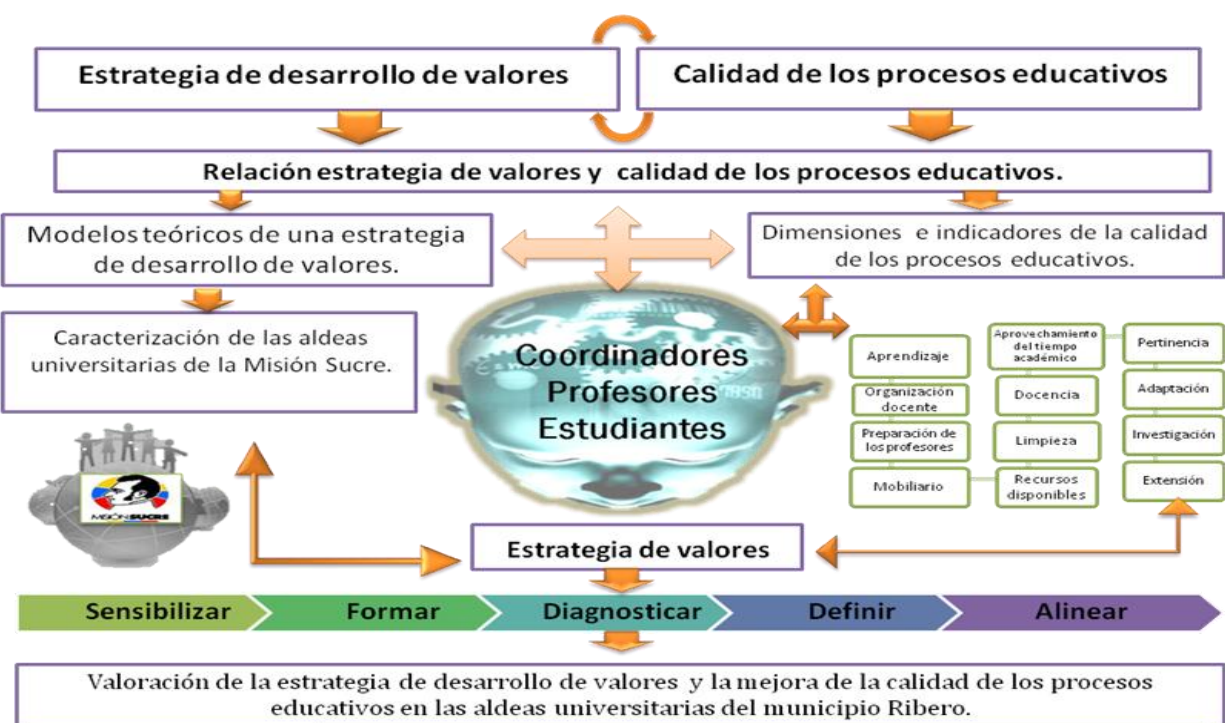 Estrategia de desarrollo de valores
Calidad de los procesos educativos
Relación estrategia de valores y calidad de los procesos educativos.
Modelos teóricos de una estrategia
de desarrollo de valores.
Dimensiones e indicadores de la calidad
de los procesos educativos.
Caracterización de las aldeas
universitarias de la Misión Sucre.
Coordinadores
Profesores
Estudiantes
Aprendizaje
Organización
docente
Preparación de
los profesores
Mobiliario
Aprovechamiento
del tiempo
académico
Docencia
Limpieza
Recursos
disponibles
Pertinencia
Adaptación
Investigación
Extensión
MISIÓN SUCRE
Estrategia de valores
Sensibilizar
Formar
Diagnosticar
Definir
Alinear
Valoración de la estrategia de desarrollo de valores y la mejora de la calidad de los procesos
educativos en las aldeas universitarias del municipio Ribero.